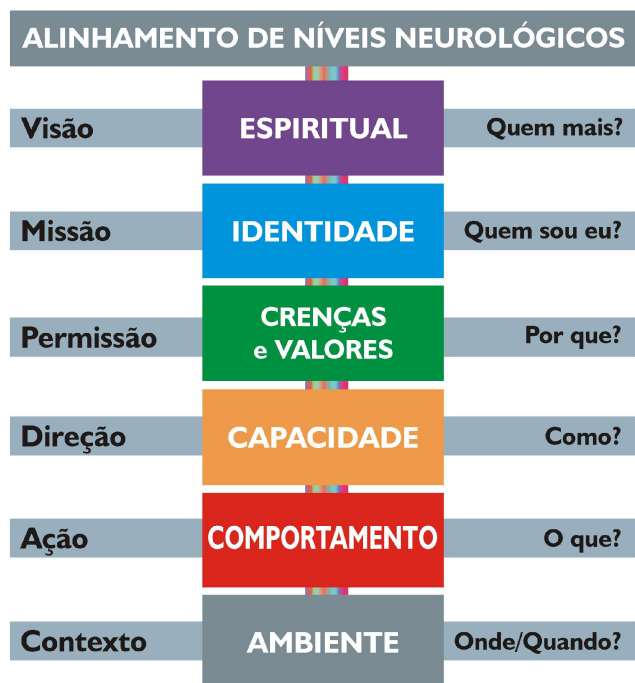 ALINHAMENTO DE NÍVEIS NEUROLÓGICOS
Visão
ESPIRITUAL
Quem mais?
Missão
IDENTIDADE
Quem sou eu?
Permissão
CRENÇAS
e VALORES
Por que?
Direção
CAPACIDADE
Como?
Ação
COMPORTAMENTO
O que?
Contexto
AMBIENTE
Onde/Quando?